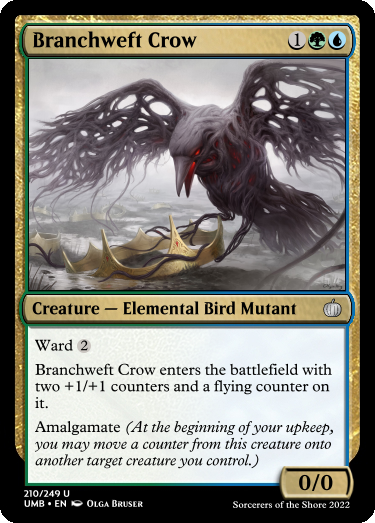 Branchweft Crow 1
Creature — Elemental Bird Mutant
Ward 2
Branchweft Crow enters the battlefield with
two +1/+1 counters and a flying counter on
it.
Amalgamate (At the beginning of your upkeep,
you may move a counter from this creature onto
another target creature you control.)
0/0
210/249 U
UMB • EN Olga Bruser
Sorcerers of the Shore 2022